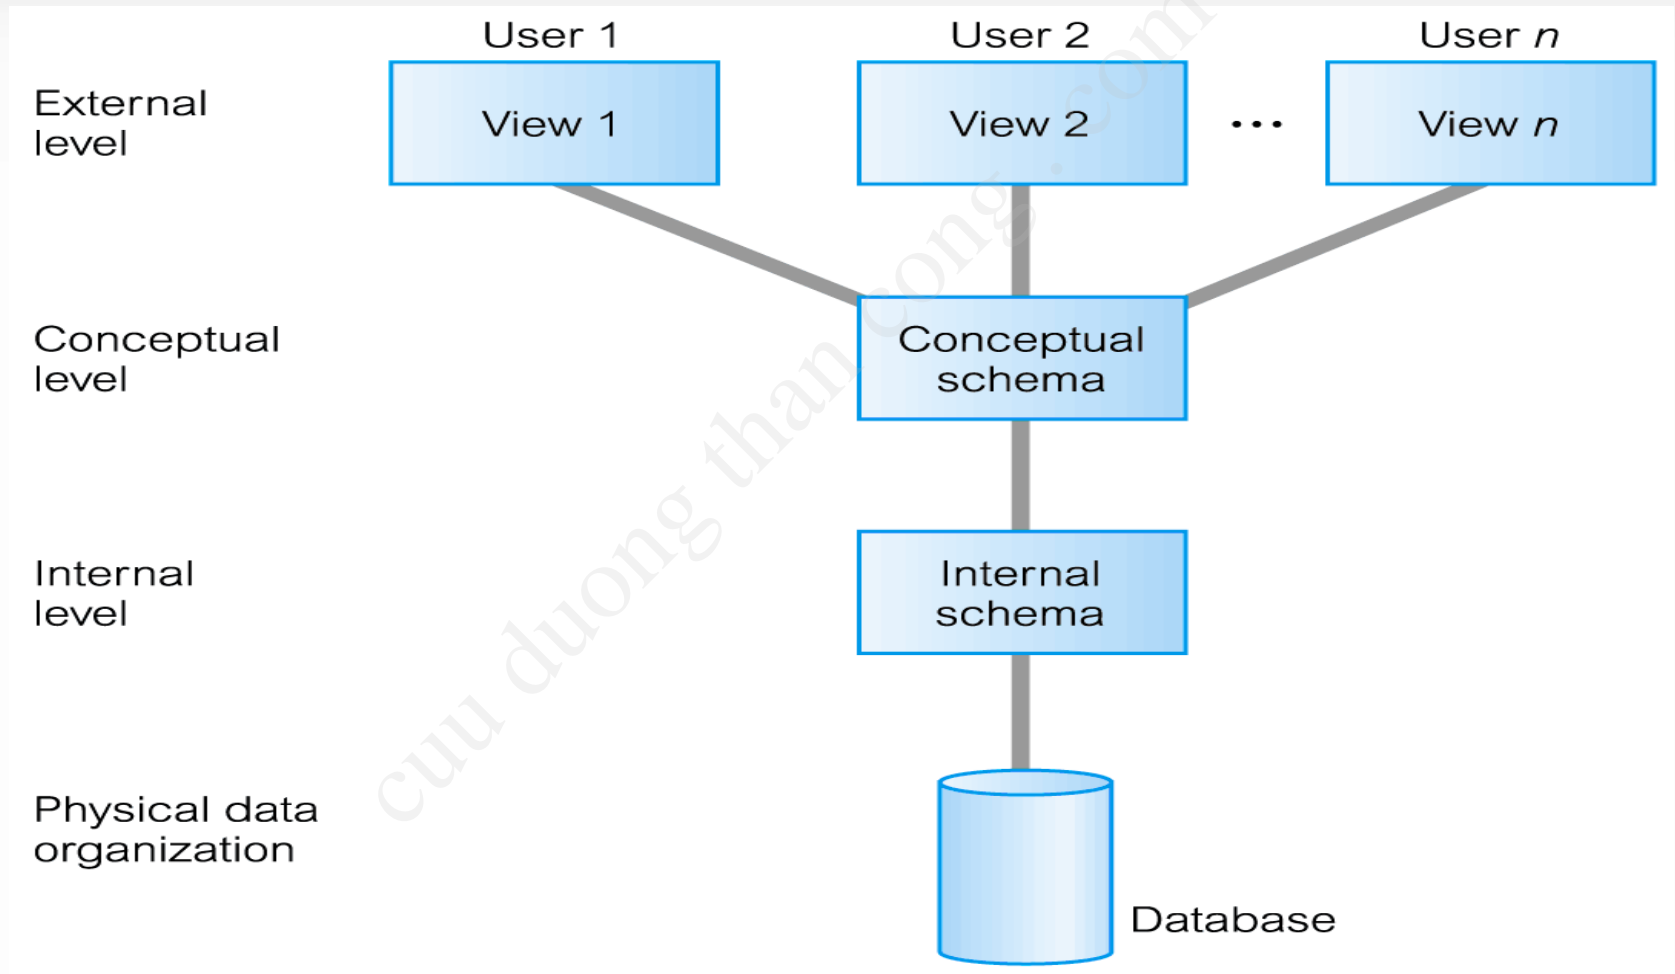 User 1
User 2
User n
External
level
View 1
View 2
...
View n
Conceptual
level
Conceptual
schema
Internal
level
Internal
schema
Physical data
organization
Database
cuu duong than cong . com